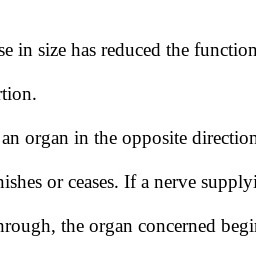 se in size has reduced the function
rtion.
an organ in the opposite direction
nishes or ceases. If a nerve supplyi
hrough, the organ concerned begi